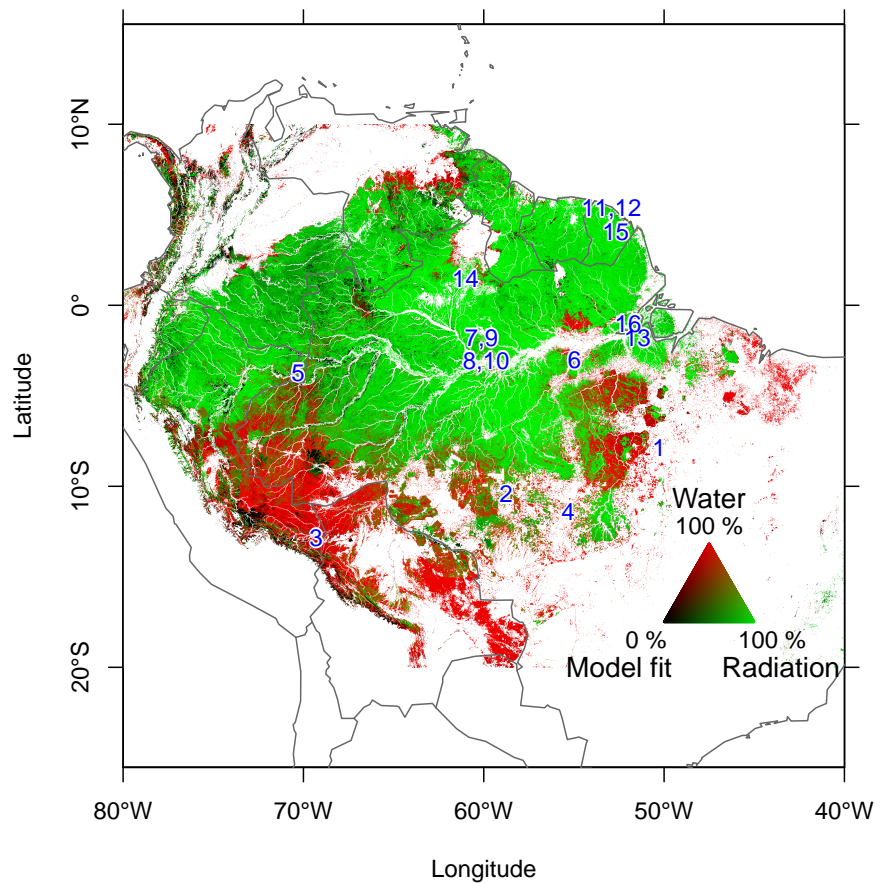 10°N
0°
10°S
20°S
Latitude
11,12
15
14
16
13
7,9
8,10
6
5
1
2
4
3
Water
100 %
0 %
100 %
Model fit
Radiation
80°W
70°W
60°W
50°W
40°W
Longitude